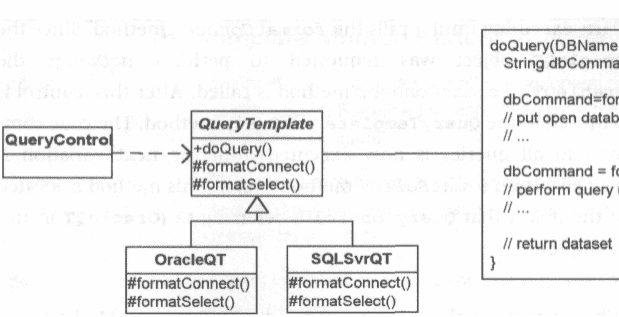 QueryControl
QueryTemplate
+doQuery()
#formatConnect()
#formatSelect()
OracleQT
#formatConnect()
#formatSelect()
SQLSvrQT
#formatConnect()
#formatSelect()
doQuery(DBName
String dbComma
dbCommand=for
// put open datab
// ...
dbCommand = fo
// perform query
// ...
// return dataset
}